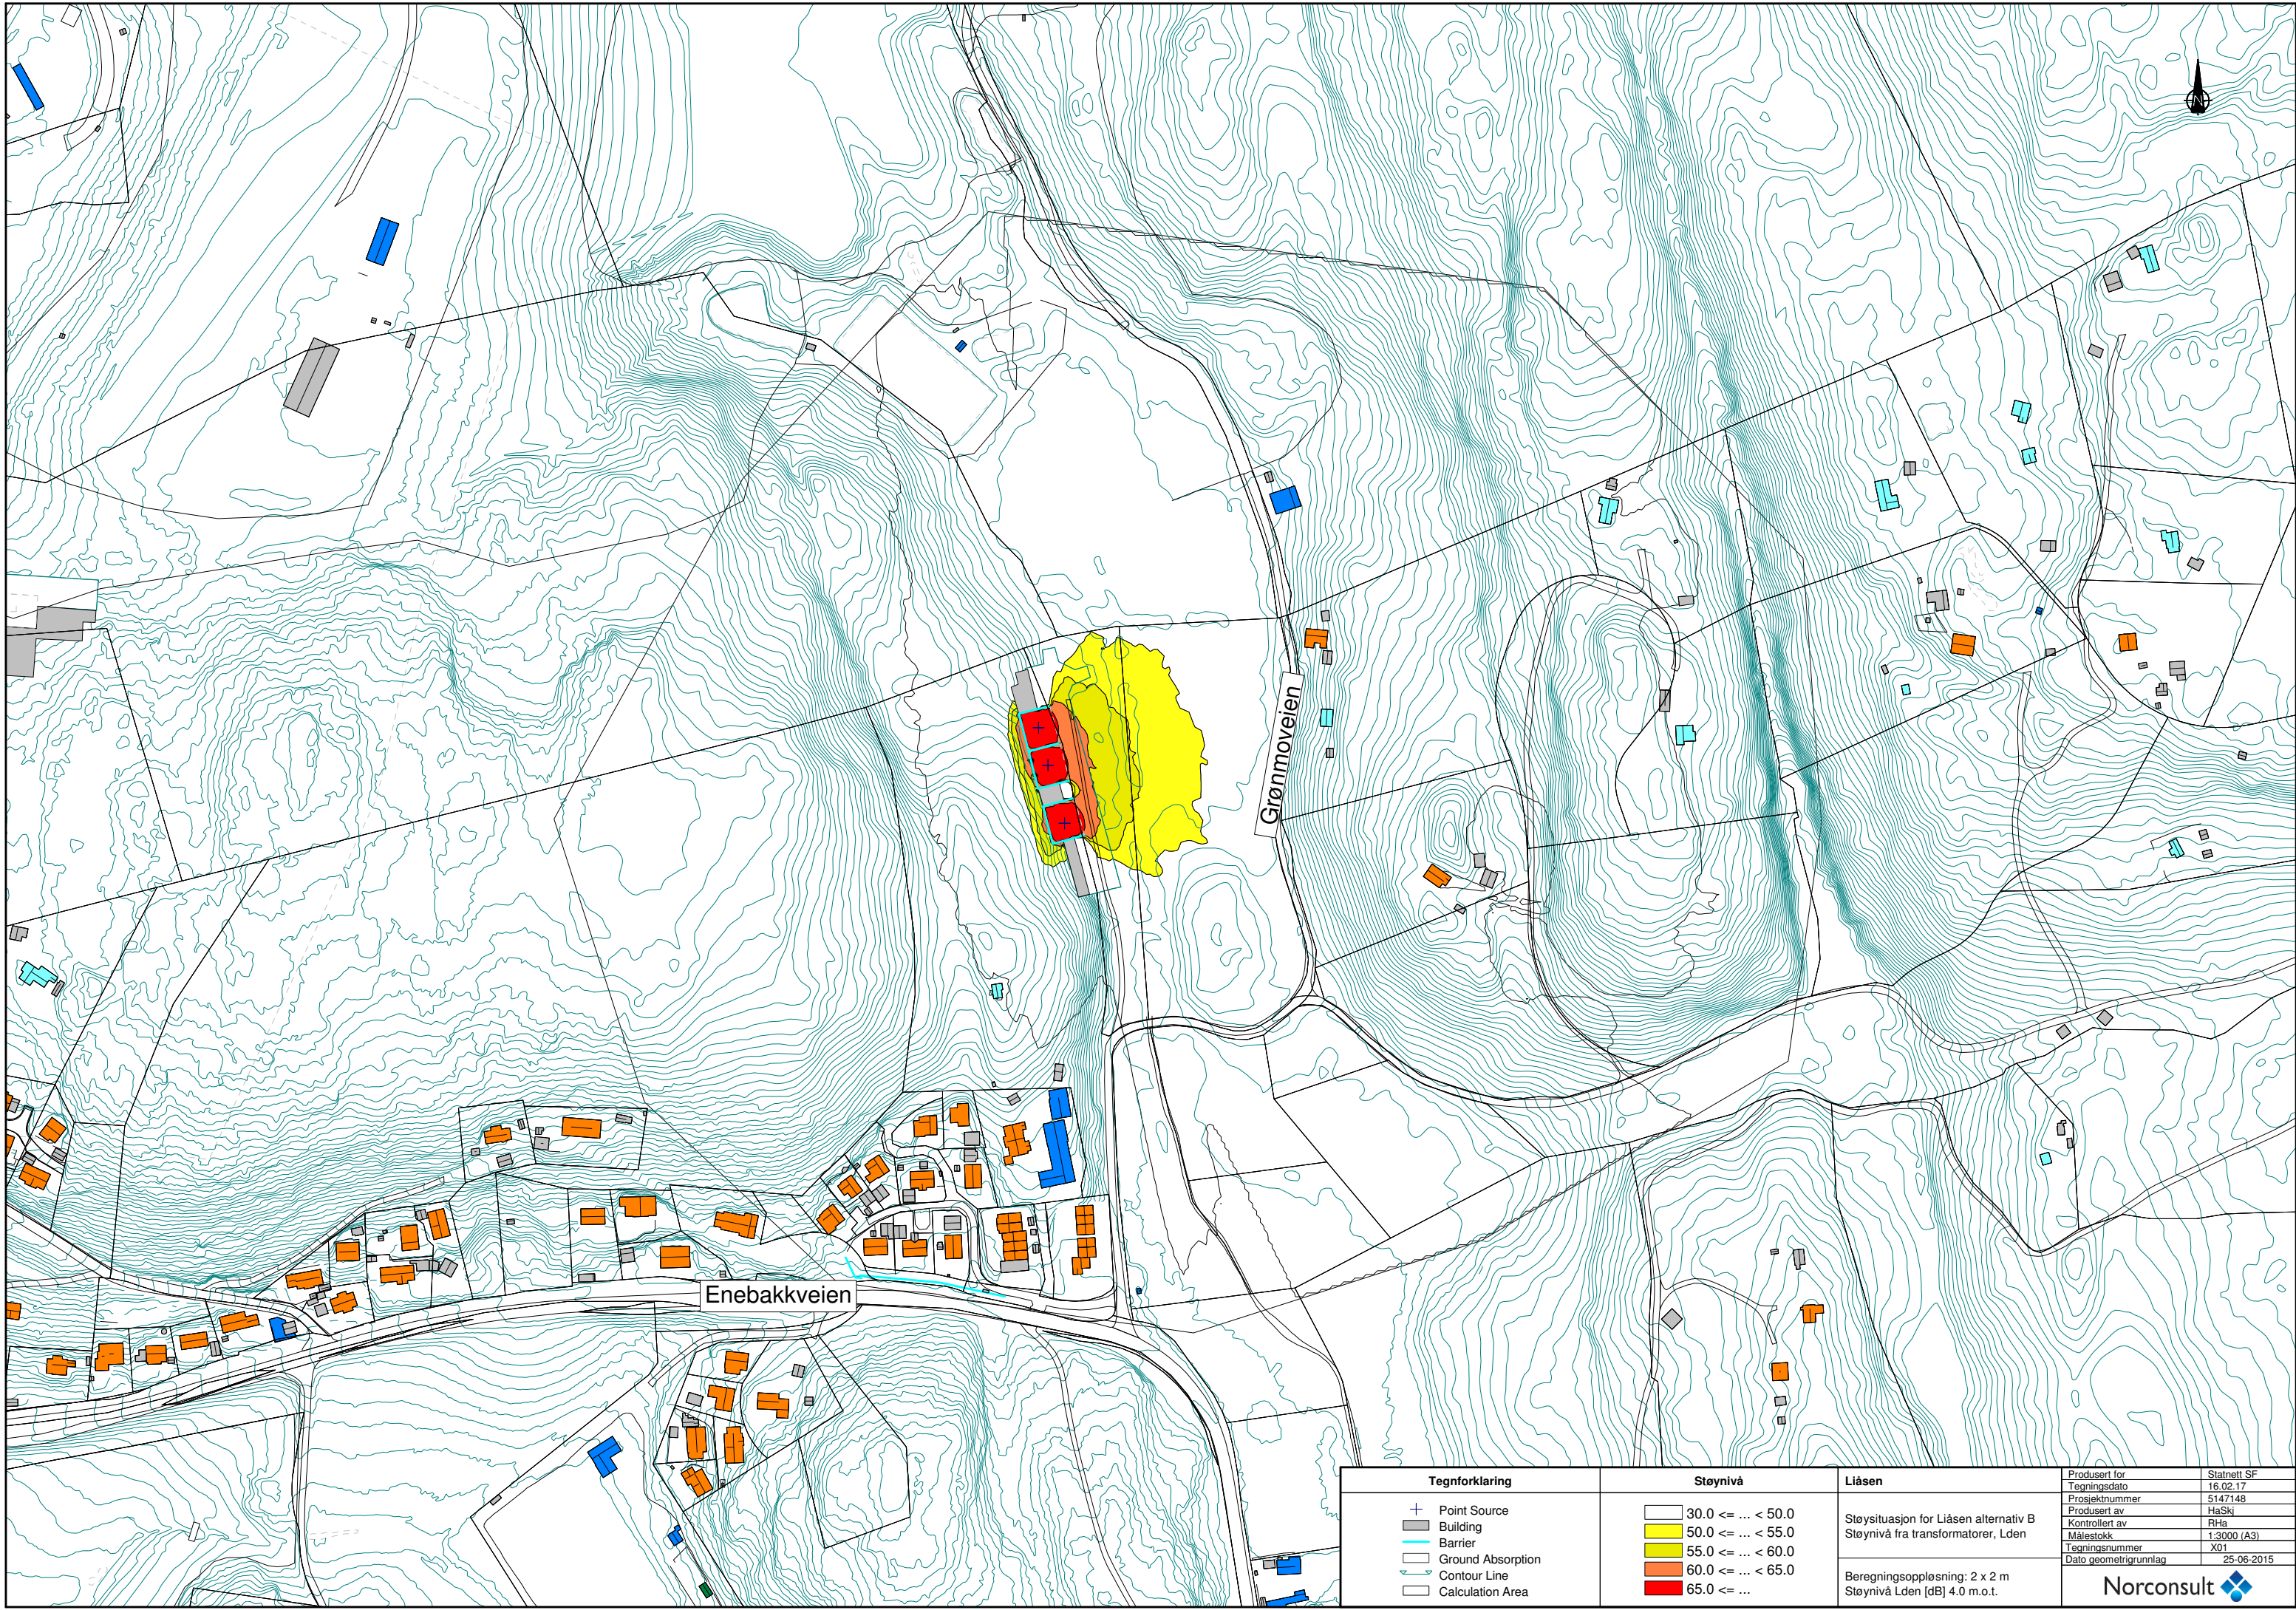 Grønmoveien
Enebakkveien
Tegnforklaring
Point Source
Building
Barrier
Ground Absorption
Contour Line
Calculation Area
Støynivå
30.0 <= ... < 50.0
50.0 <= ... < 55.0
55.0 <= ... < 60.0
60.0 <= ... < 65.0
65.0 <= ...
Liåsen
Støysituasjon for Liåsen alternativ B
Støynivå fra transformatorer, Lden
Beregningsoppløsning: 2 x 2 m
Støynivå Lden [dB] 4.0 m.o.t.
Produsert for Statnett SF
Tegningsdato 16.02.17
Prosjektnummer 5147148
Produsert av HaSkj
Kontrollert av RHa
Målestokk 1:3000 (A3)
Tegningsnummer X01
Dato geometrigrunnlag 25-06-2015
Norconsult